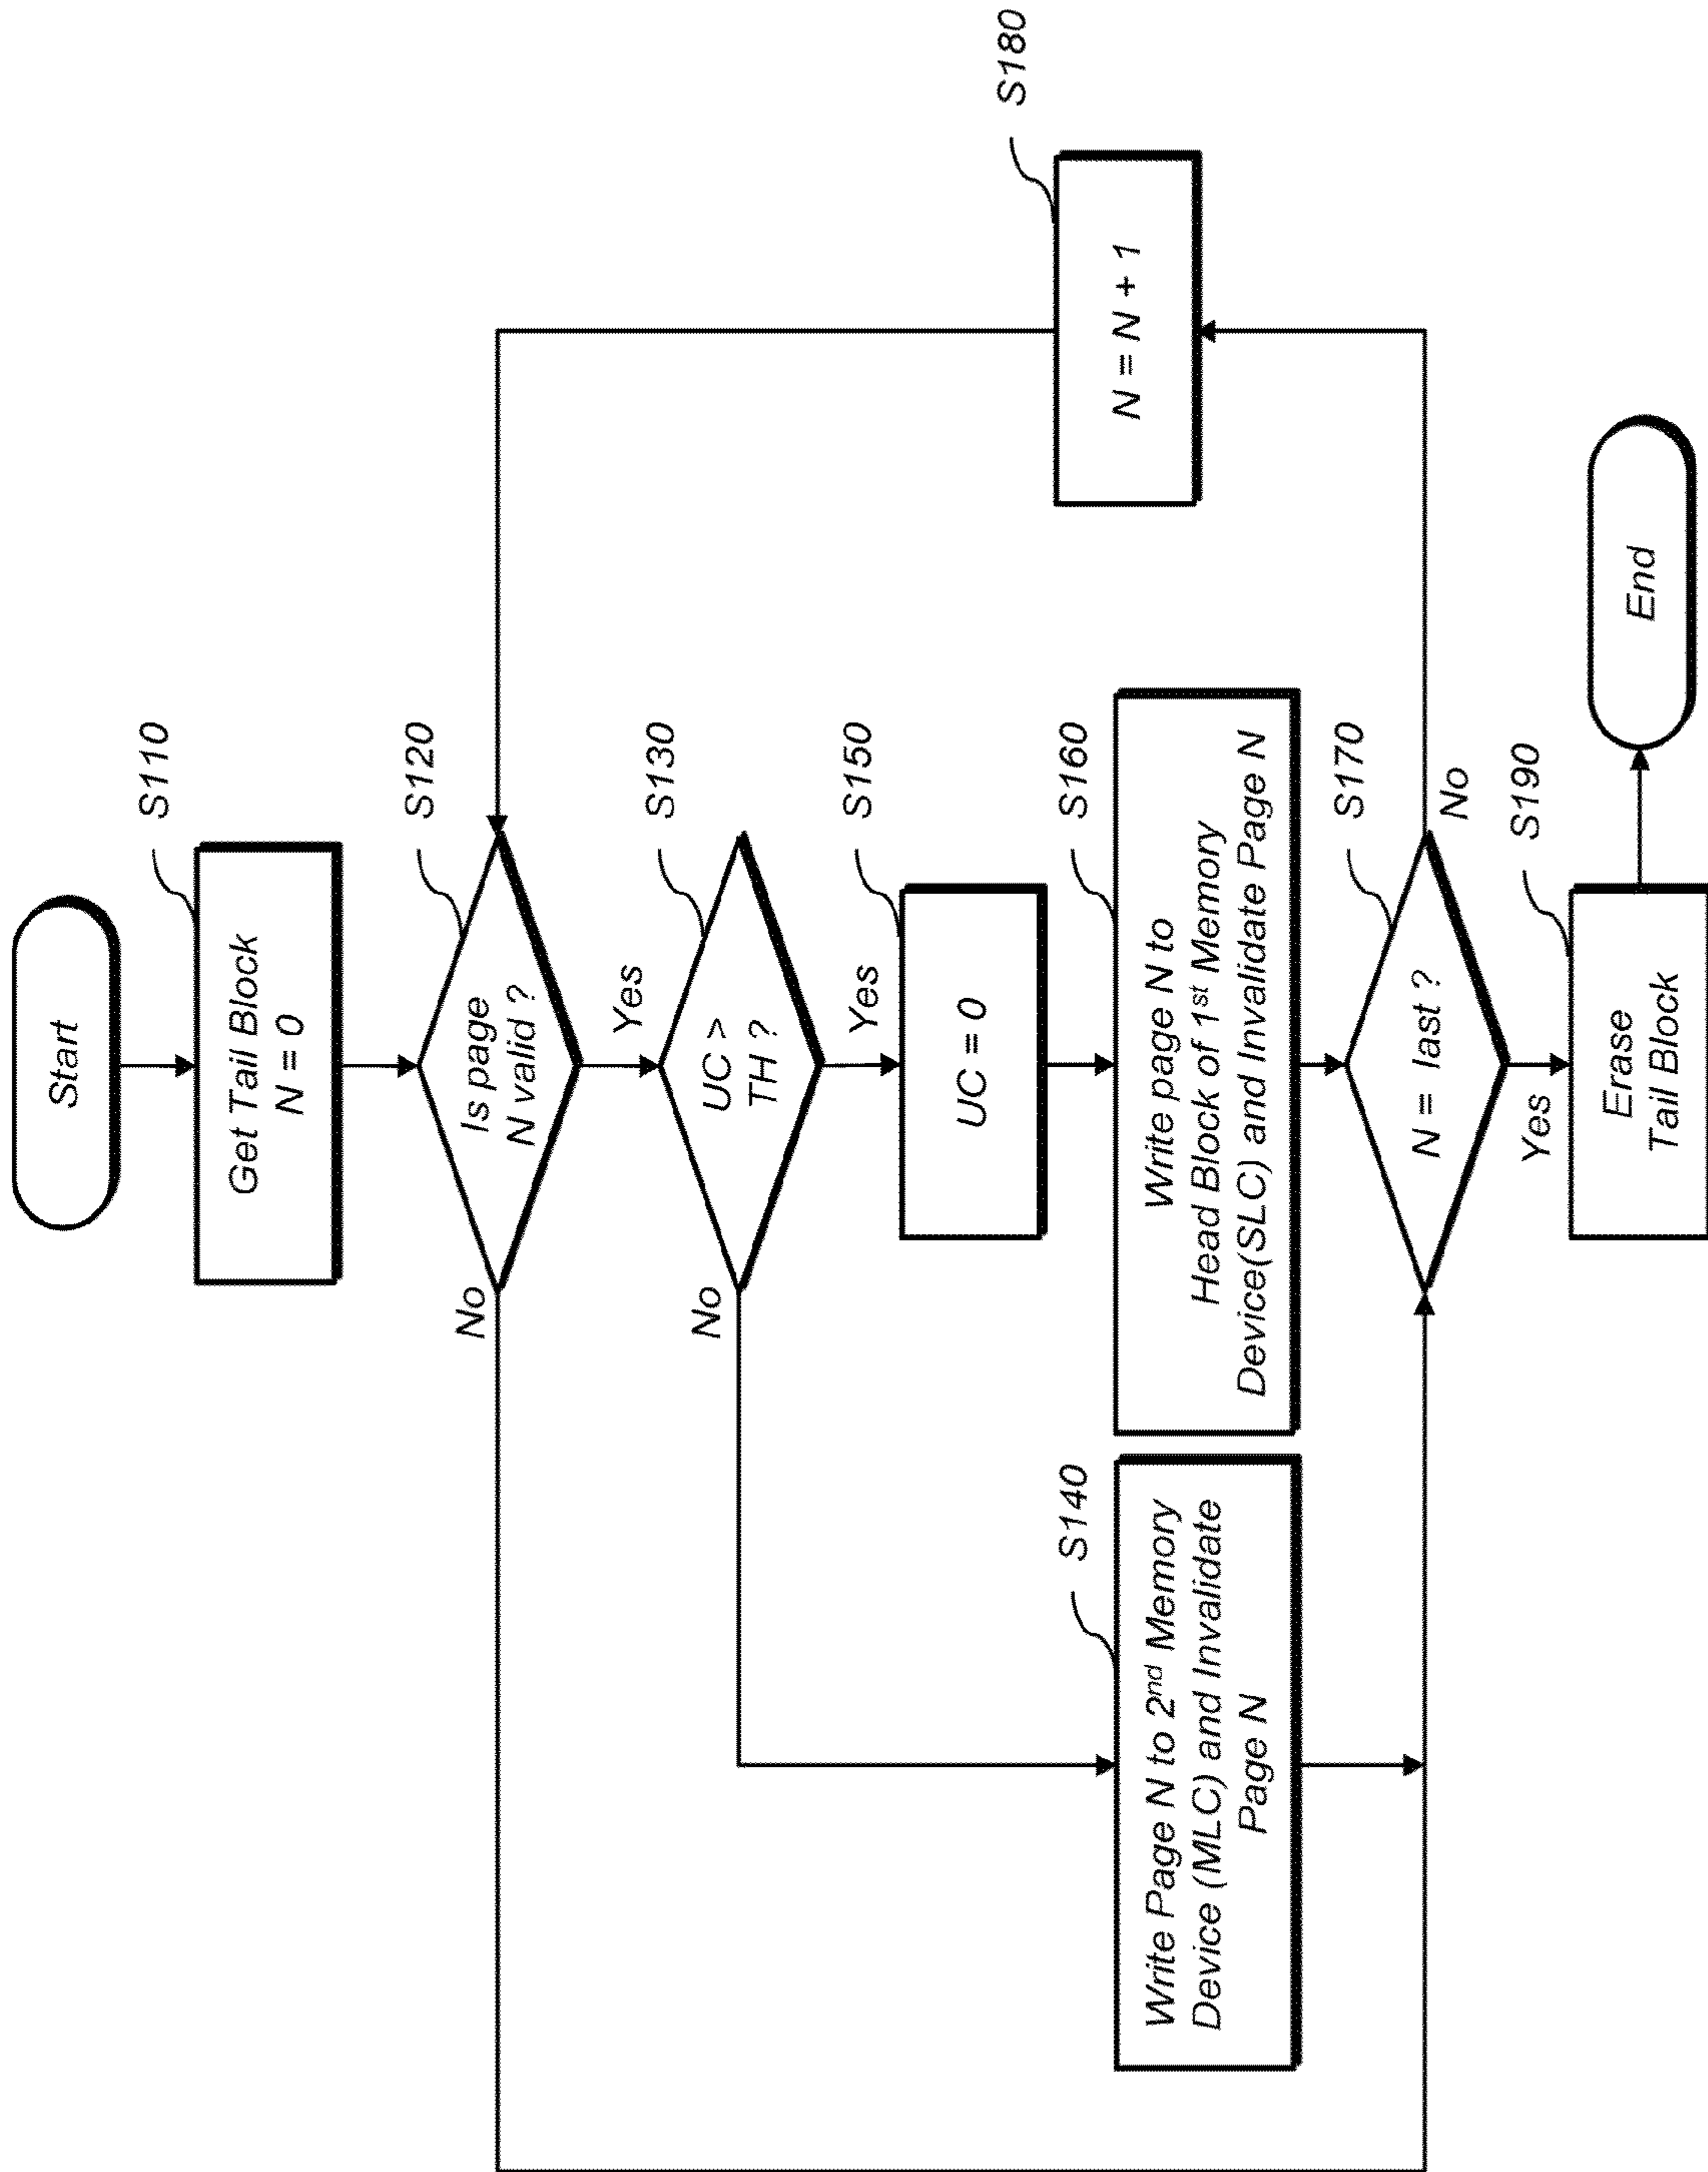 Start
S110
Get Tail Block
N = 0
S120
Is page
N valid ?
No
Yes
S130
UC >
TH ?
No
Yes
S150
UC = 0
S140
Write Page N to 2nd Memory
Device (MLC) and Invalidate
Page N
S160
Write page N to
Head Block of 1st Memory
Device(SLC) and Invalidate Page N
S180
N = N + 1
S170
N = last ?
No
Yes
S190
Erase
Tail Block
End